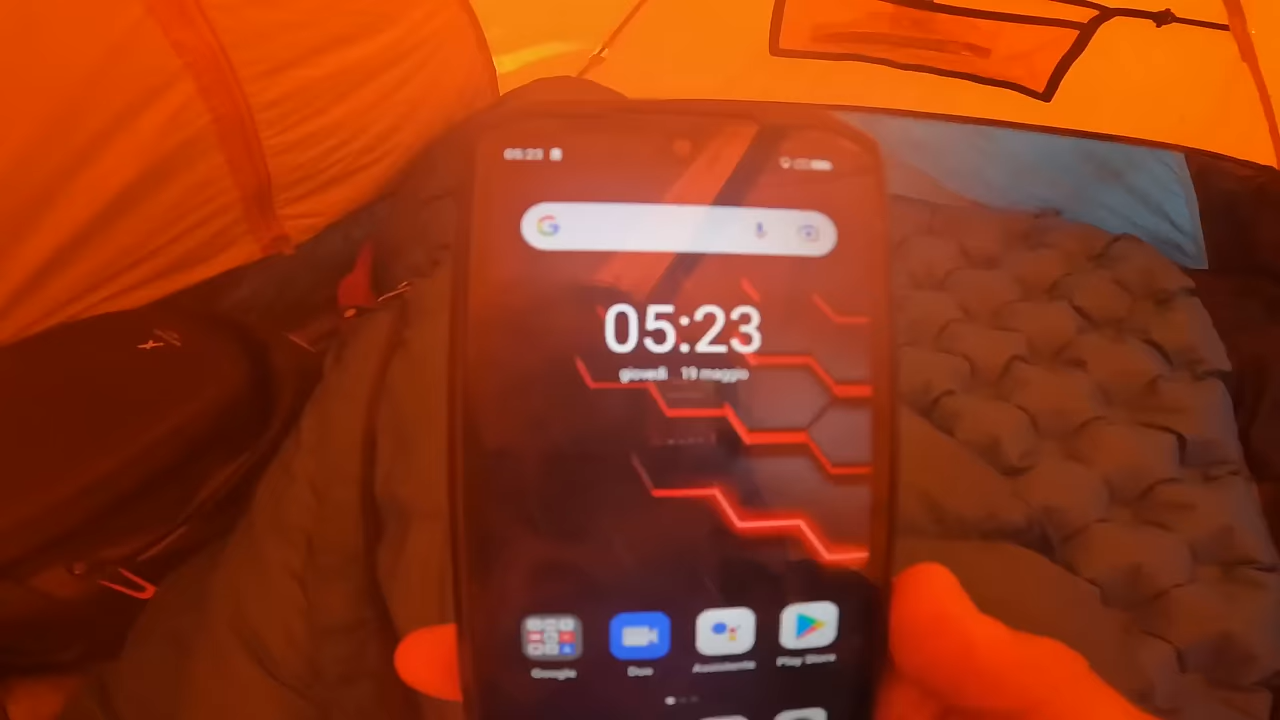 05:23
05:23
giovedì 19 maggio
Google
Duo
Assistente
Play Store